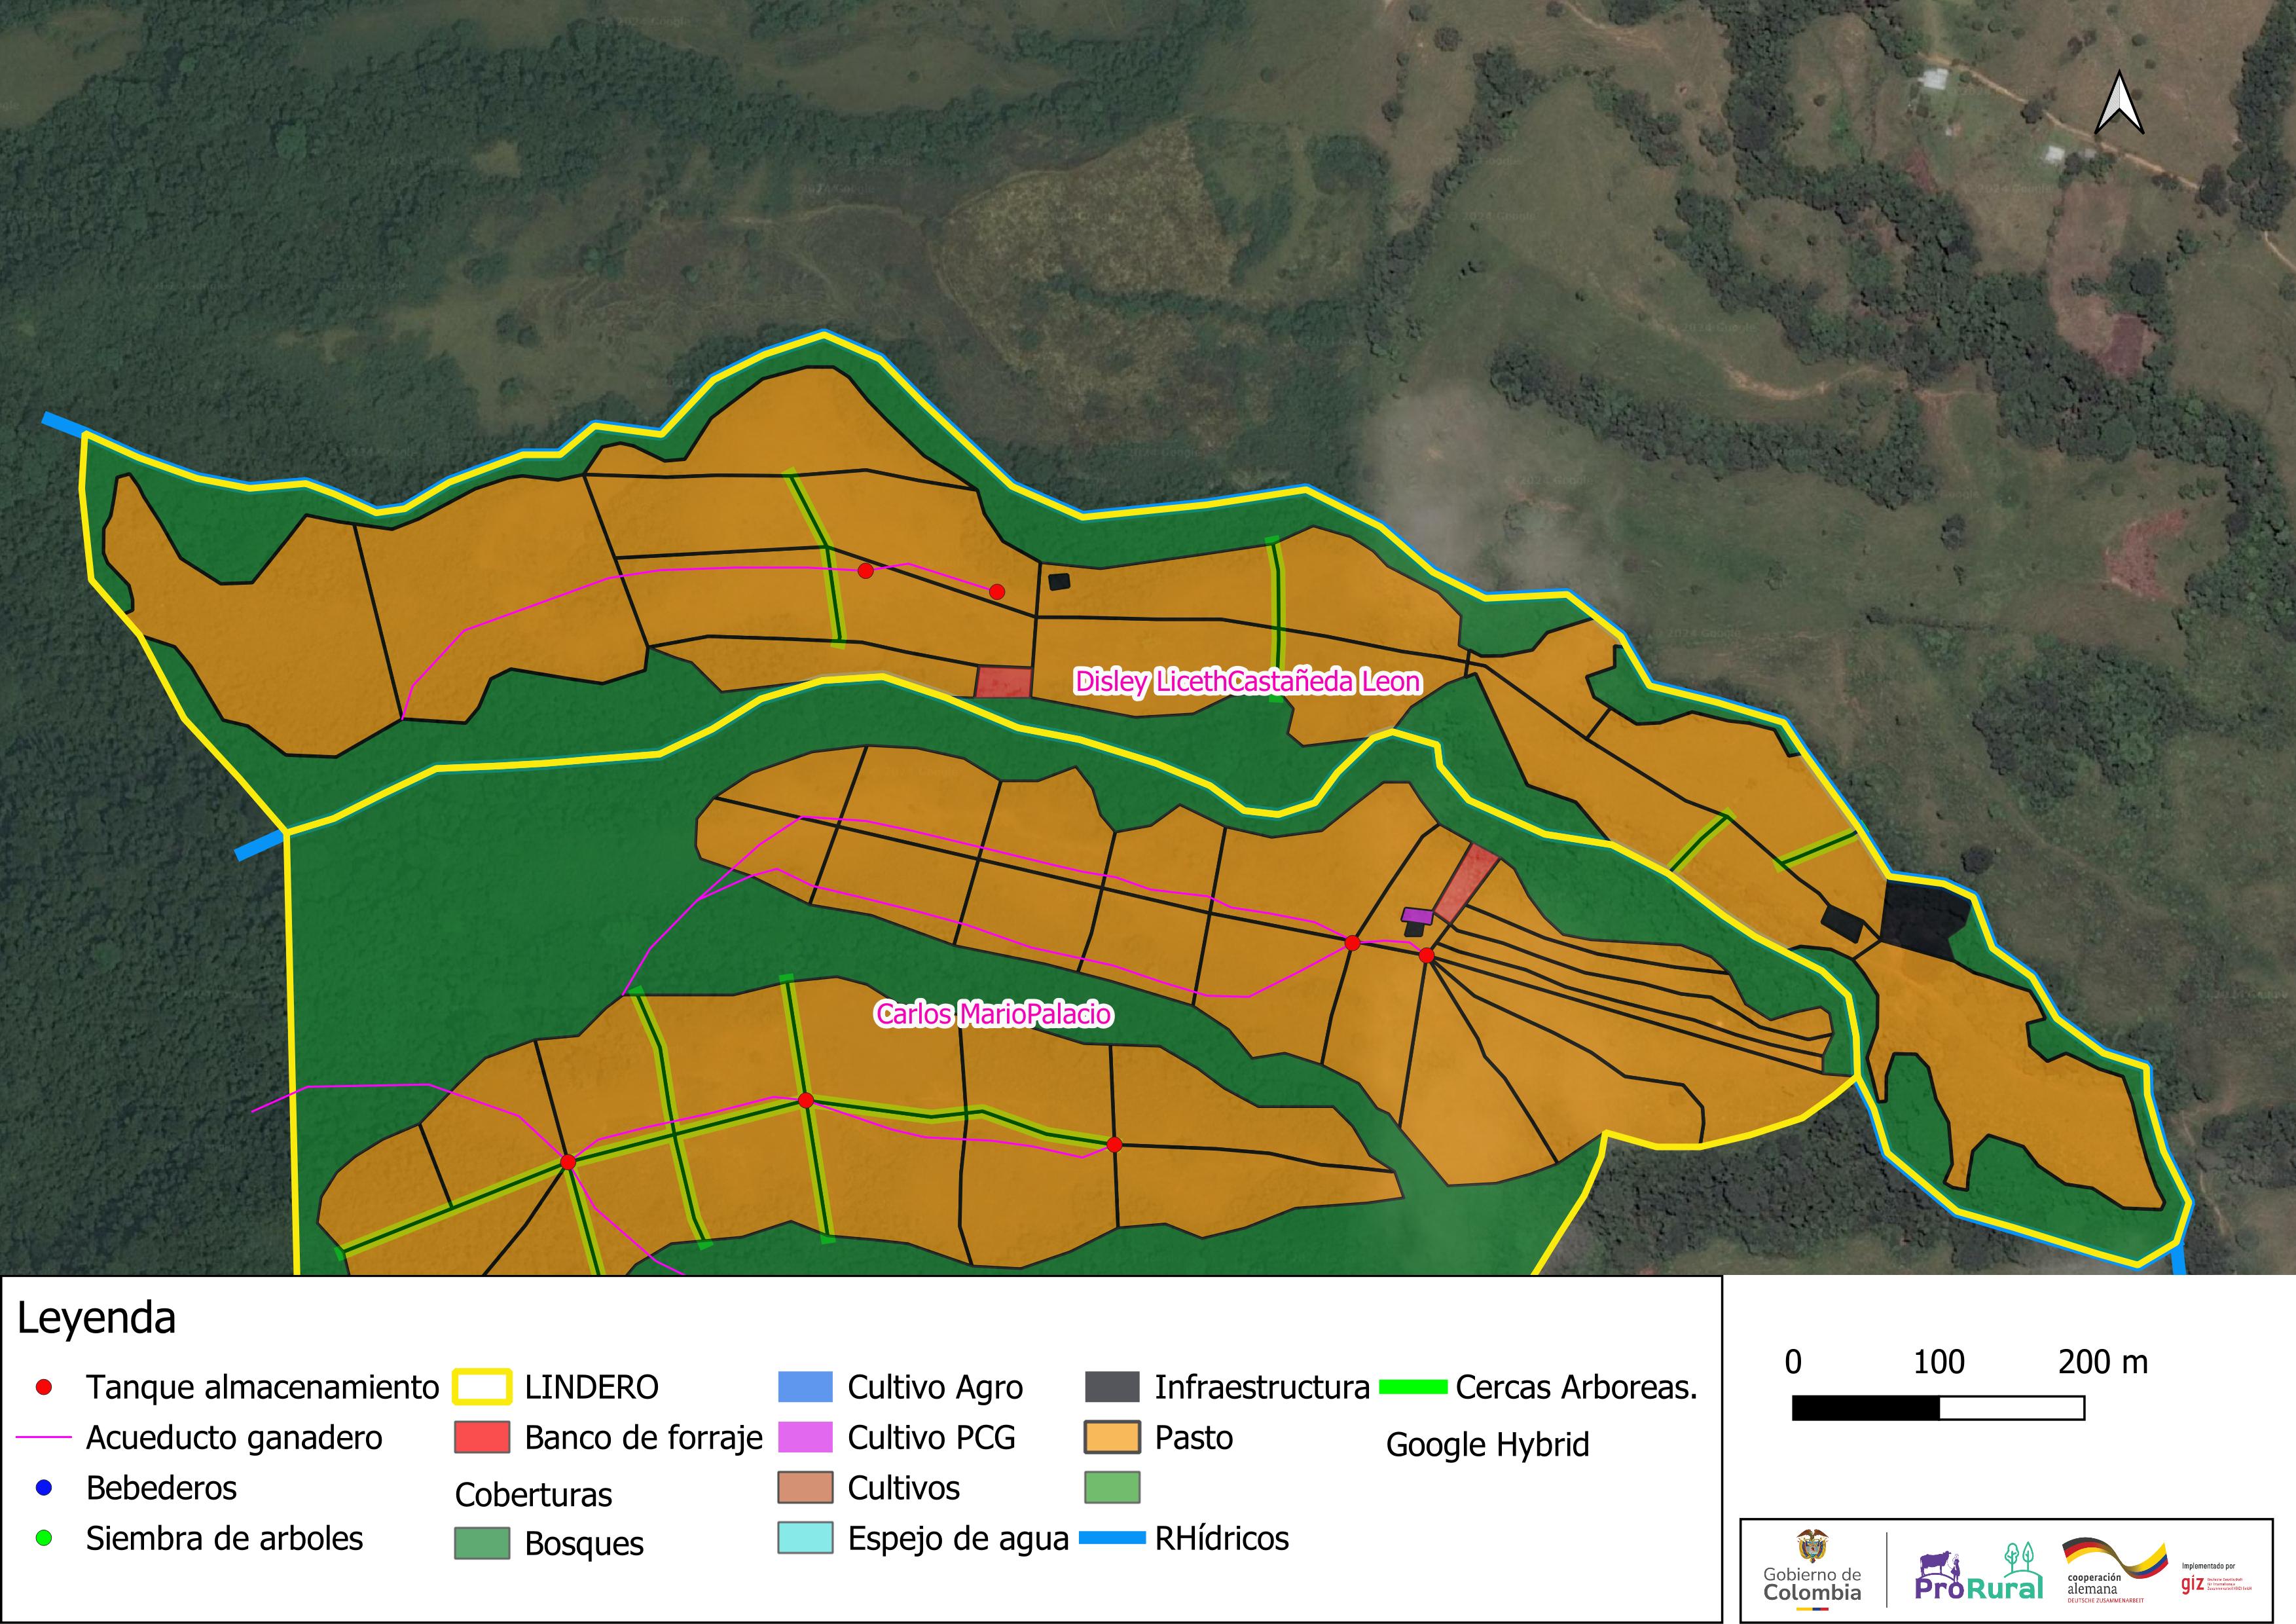 Disley LicethCastañeda Leon
Carlos MarioPalacio
Leyenda
Tanque almacenamiento
Acueducto ganadero
Bebederos
Siembra de arboles
LINDERO
Banco de forraje
Coberturas
Bosques
Cultivo Agro
Cultivo PCG
Cultivos
Espejo de agua
Infraestructura
Pasto
RHídricos
Cercas Arboreas.
Google Hybrid
0 100 200 m
Gobierno de
Colombia
ProRural
cooperación
alemana
DEUTSCHE ZUSAMMENARBEIT
Implementado por
giz